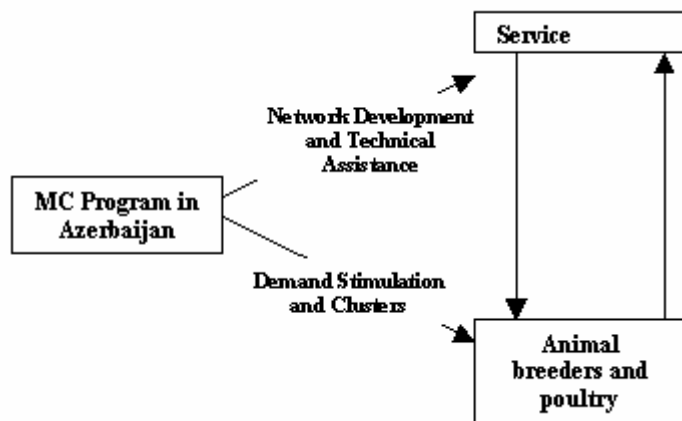 Service
Network Development
and Technical
Assistance
MC Program in
Azerbaijan
Demand Stimulation
and Clusters
Animal
breeders and
poultry